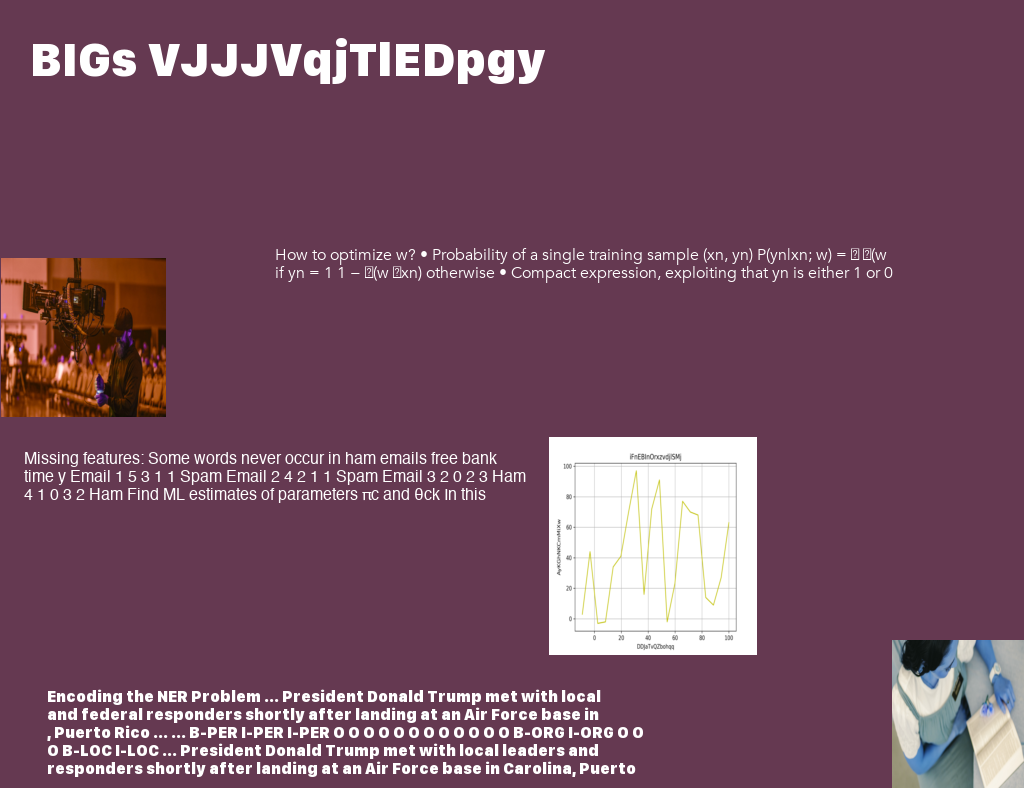 BIGs VJJJVqjTlEDpgy
How to optimize w? • Probability of a single training sample (xn, yn) P(yn|xn; w) = (w
if yn = 1 1 − (w xn) otherwise • Compact expression, exploiting that yn is either 1 or 0
Missing features: Some words never occur in ham emails free bank
time y Email 1 5 3 1 1 Spam Email 2 4 2 1 1 Spam Email 3 2 0 2 3 Ham
4 1 0 3 2 Ham Find ML estimates of parameters πc and θck In this
100
80
60
40
20
0
0 20 40 60 80 100
Encoding the NER Problem ... President Donald Trump met with local
and federal responders shortly after landing at an Air Force base in
, Puerto Rico ... ... B-PER I-PER I-PER O O O O O O O O O O O O B-ORG I-ORG O O
O B-LOC I-LOC ... President Donald Trump met with local leaders and
responders shortly after landing at an Air Force base in Carolina, Puerto